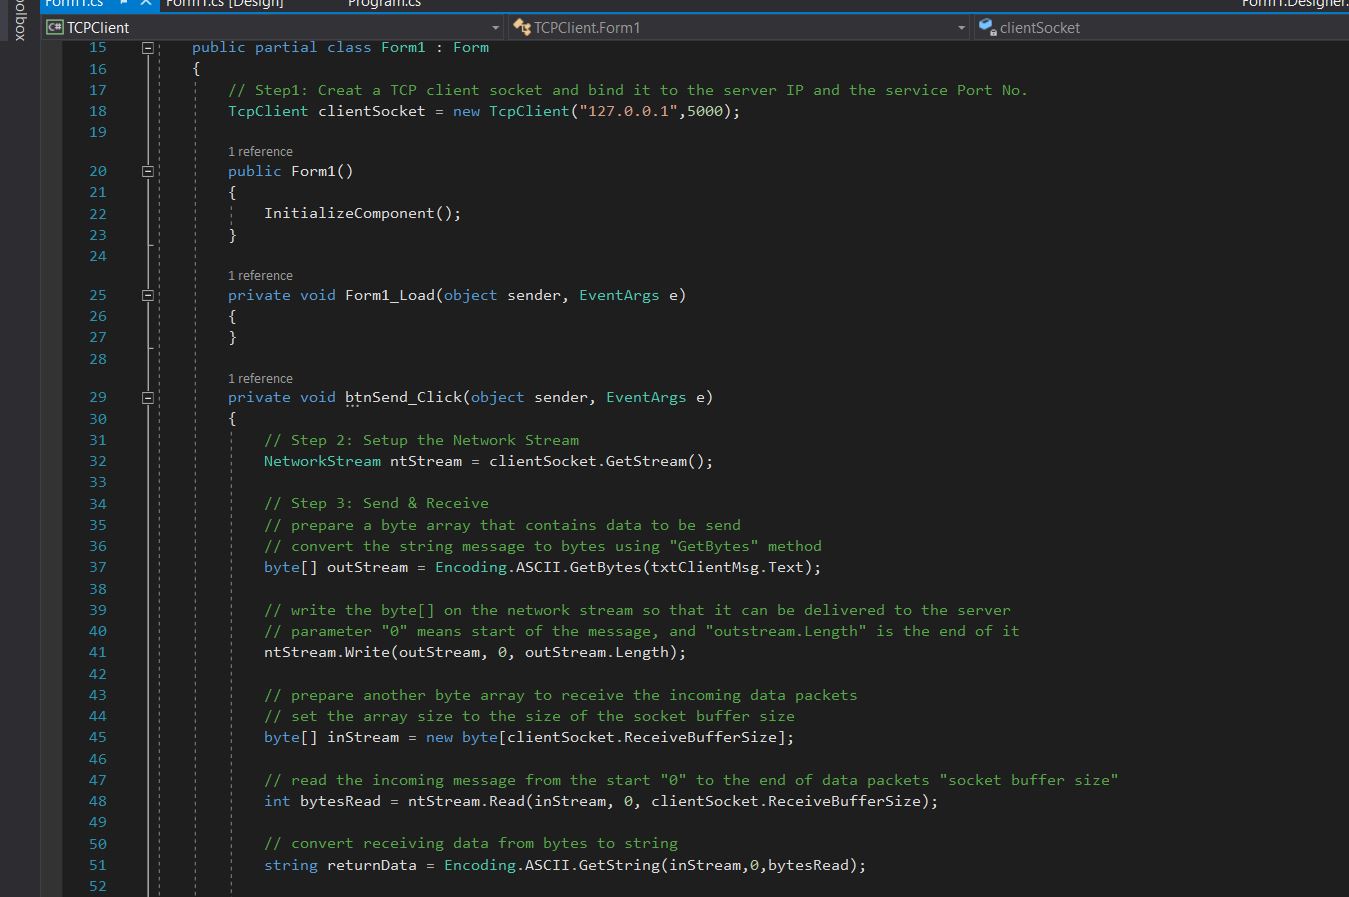 Form1.cs Form1.cs [Design] Program.cs Form1.Designer.
oolbox
C# TCPClient TCPClient.Form1 clientSocket
15 public partial class Form1 : Form
16 {
17 // Step1: Creat a TCP client socket and bind it to the server IP and the service Port No.
18 TcpClient clientSocket = new TcpClient("127.0.0.1",5000);
19
1 reference
20 public Form1()
21 {
22 InitializeComponent();
23 }
24
1 reference
25 private void Form1_Load(object sender, EventArgs e)
26 {
27 }
28
1 reference
29 private void btnSend_Click(object sender, EventArgs e)
30 {
31 // Step 2: Setup the Network Stream
32 NetworkStream ntStream = clientSocket.GetStream();
33
34 // Step 3: Send & Receive
35 // prepare a byte array that contains data to be send
36 // convert the string message to bytes using "GetBytes" method
37 byte[] outStream = Encoding.ASCII.GetBytes(txtClientMsg.Text);
38
39 // write the byte[] on the network stream so that it can be delivered to the server
40 // parameter "0" means start of the message, and "outstream.Length" is the end of it
41 ntStream.Write(outStream, 0, outStream.Length);
42
43 // prepare another byte array to receive the incoming data packets
44 // set the array size to the size of the socket buffer size
45 byte[] inStream = new byte[clientSocket.ReceiveBufferSize];
46
47 // read the incoming message from the start "0" to the end of data packets "socket buffer size"
48 int bytesRead = ntStream.Read(inStream, 0, clientSocket.ReceiveBufferSize);
49
50 // convert receiving data from bytes to string
51 string returnData = Encoding.ASCII.GetString(inStream,0,bytesRead);
52